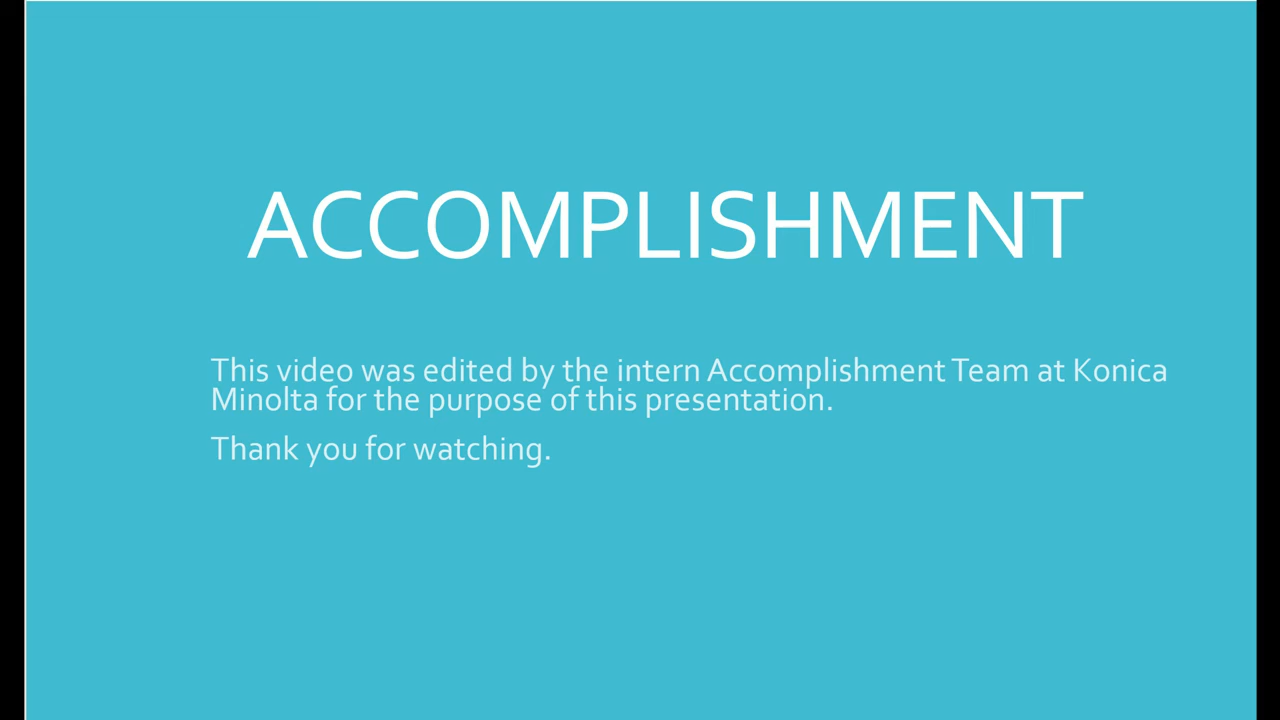 ACCOMPLISHMENT
This video was edited by the intern Accomplishment Team at Konica
Minolta for the purpose of this presentation.
Thank you for watching.